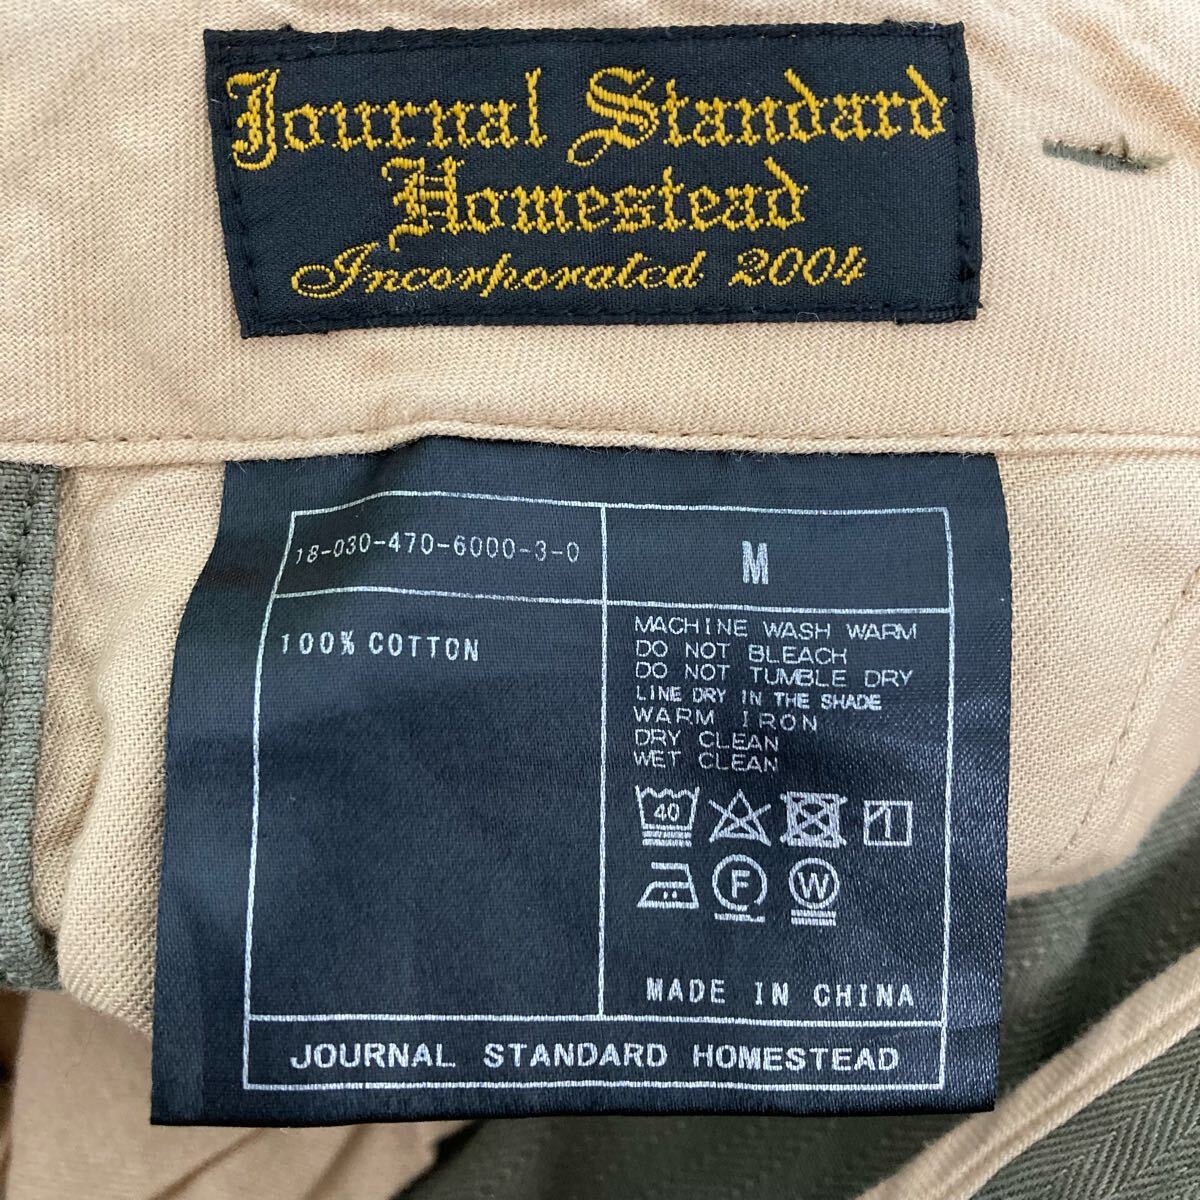 Journal Standard
Homestead
Incorporated 2004
18-030-470-6000-3-0
M
100% COTTON
MACHINE WASH WARM
DO NOT BLEACH
DO NOT TUMBLE DRY
LINE DRY IN THE SHADE
WARM IRON
DRY CLEAN
WET CLEAN
40
F
W
MADE IN CHINA
JOURNAL STANDARD HOMESTEAD